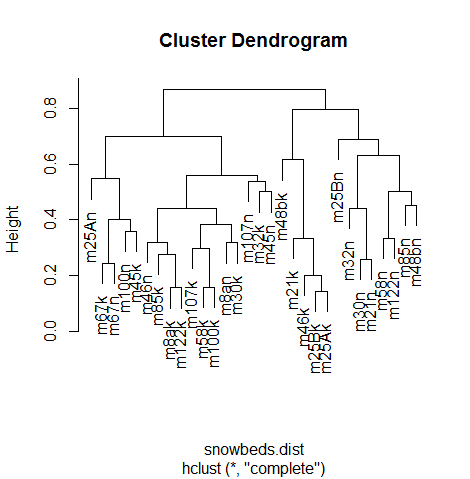 Cluster Dendrogram
Height
0.0
0.2
0.4
0.6
0.8
m25An
m67k
m67n
m100n
m45k
m46n
m85k
m8ak
m122k
m107k
m58k
m100k
m8an
m30k
m107n
m32k
m45n
m48bk
m21k
m46k
m25Bk
m25Ak
m25Bn
m32n
m30n
m21n
m58n
m122n
m85n
m48bn
snowbeds.dist
hclust (*, "complete")